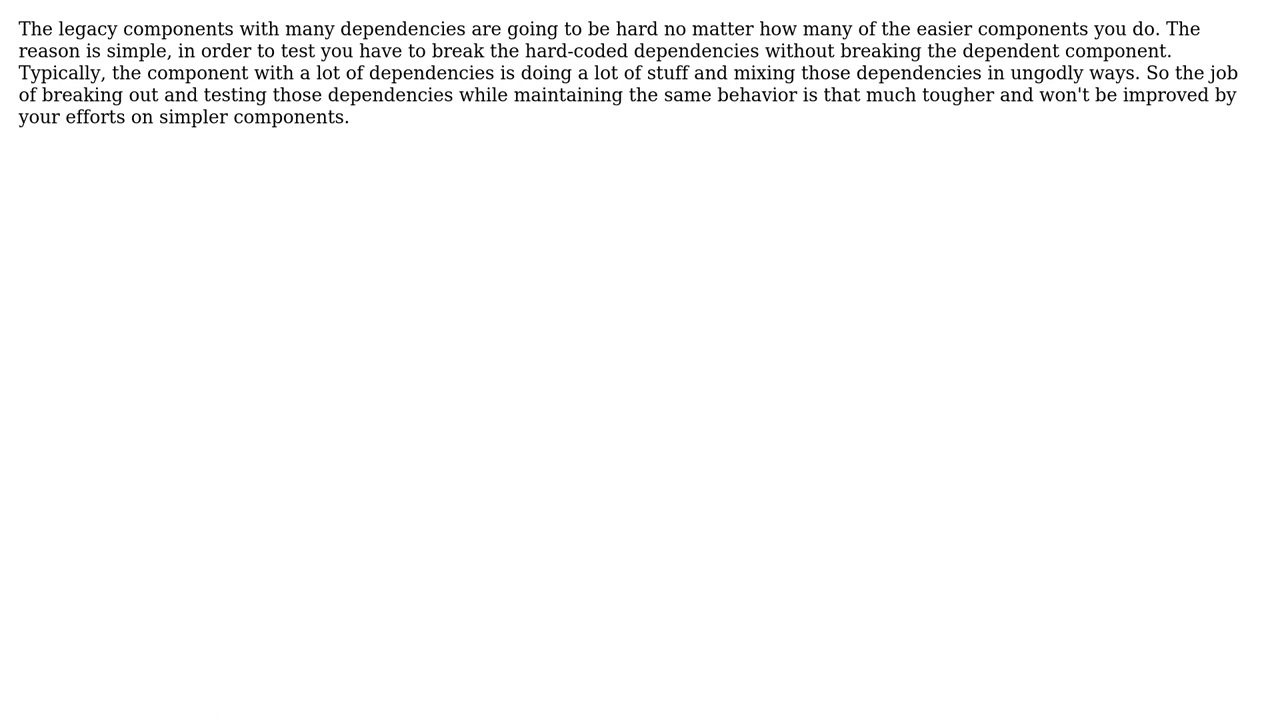 The legacy components with many dependencies are going to be hard no matter how many of the easier components you do. The
reason is simple, in order to test you have to break the hard-coded dependencies without breaking the dependent component.
Typically, the component with a lot of dependencies is doing a lot of stuff and mixing those dependencies in ungodly ways. So the job
of breaking out and testing those dependencies while maintaining the same behavior is that much tougher and won't be improved by
your efforts on simpler components.